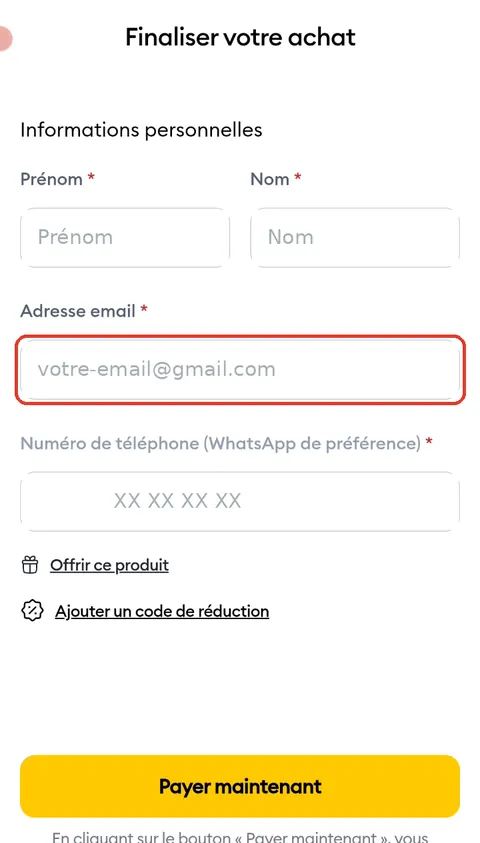 Finaliser votre achat
Informations personnelles
Prénom * Nom *
Prénom Nom
Adresse email *
votre-email@gmail.com
Numéro de téléphone (WhatsApp de préférence) *
XX XX XX XX
Offrir ce produit
Ajouter un code de réduction
Payer maintenant
En cliquant sur le bouton « Payer maintenant », vous